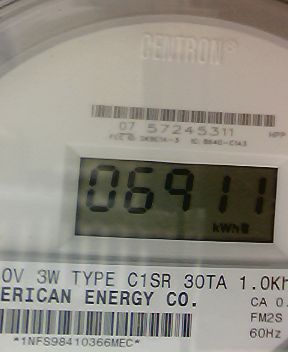 CENTRON®
07 57245311
HPP
06911
kWh
0V 3W TYPE C1SR 30TA 1.0Kh
ERICAN ENERGY CO.
CA 0.
FM2S
60Hz
*1NFS98410366MEC*